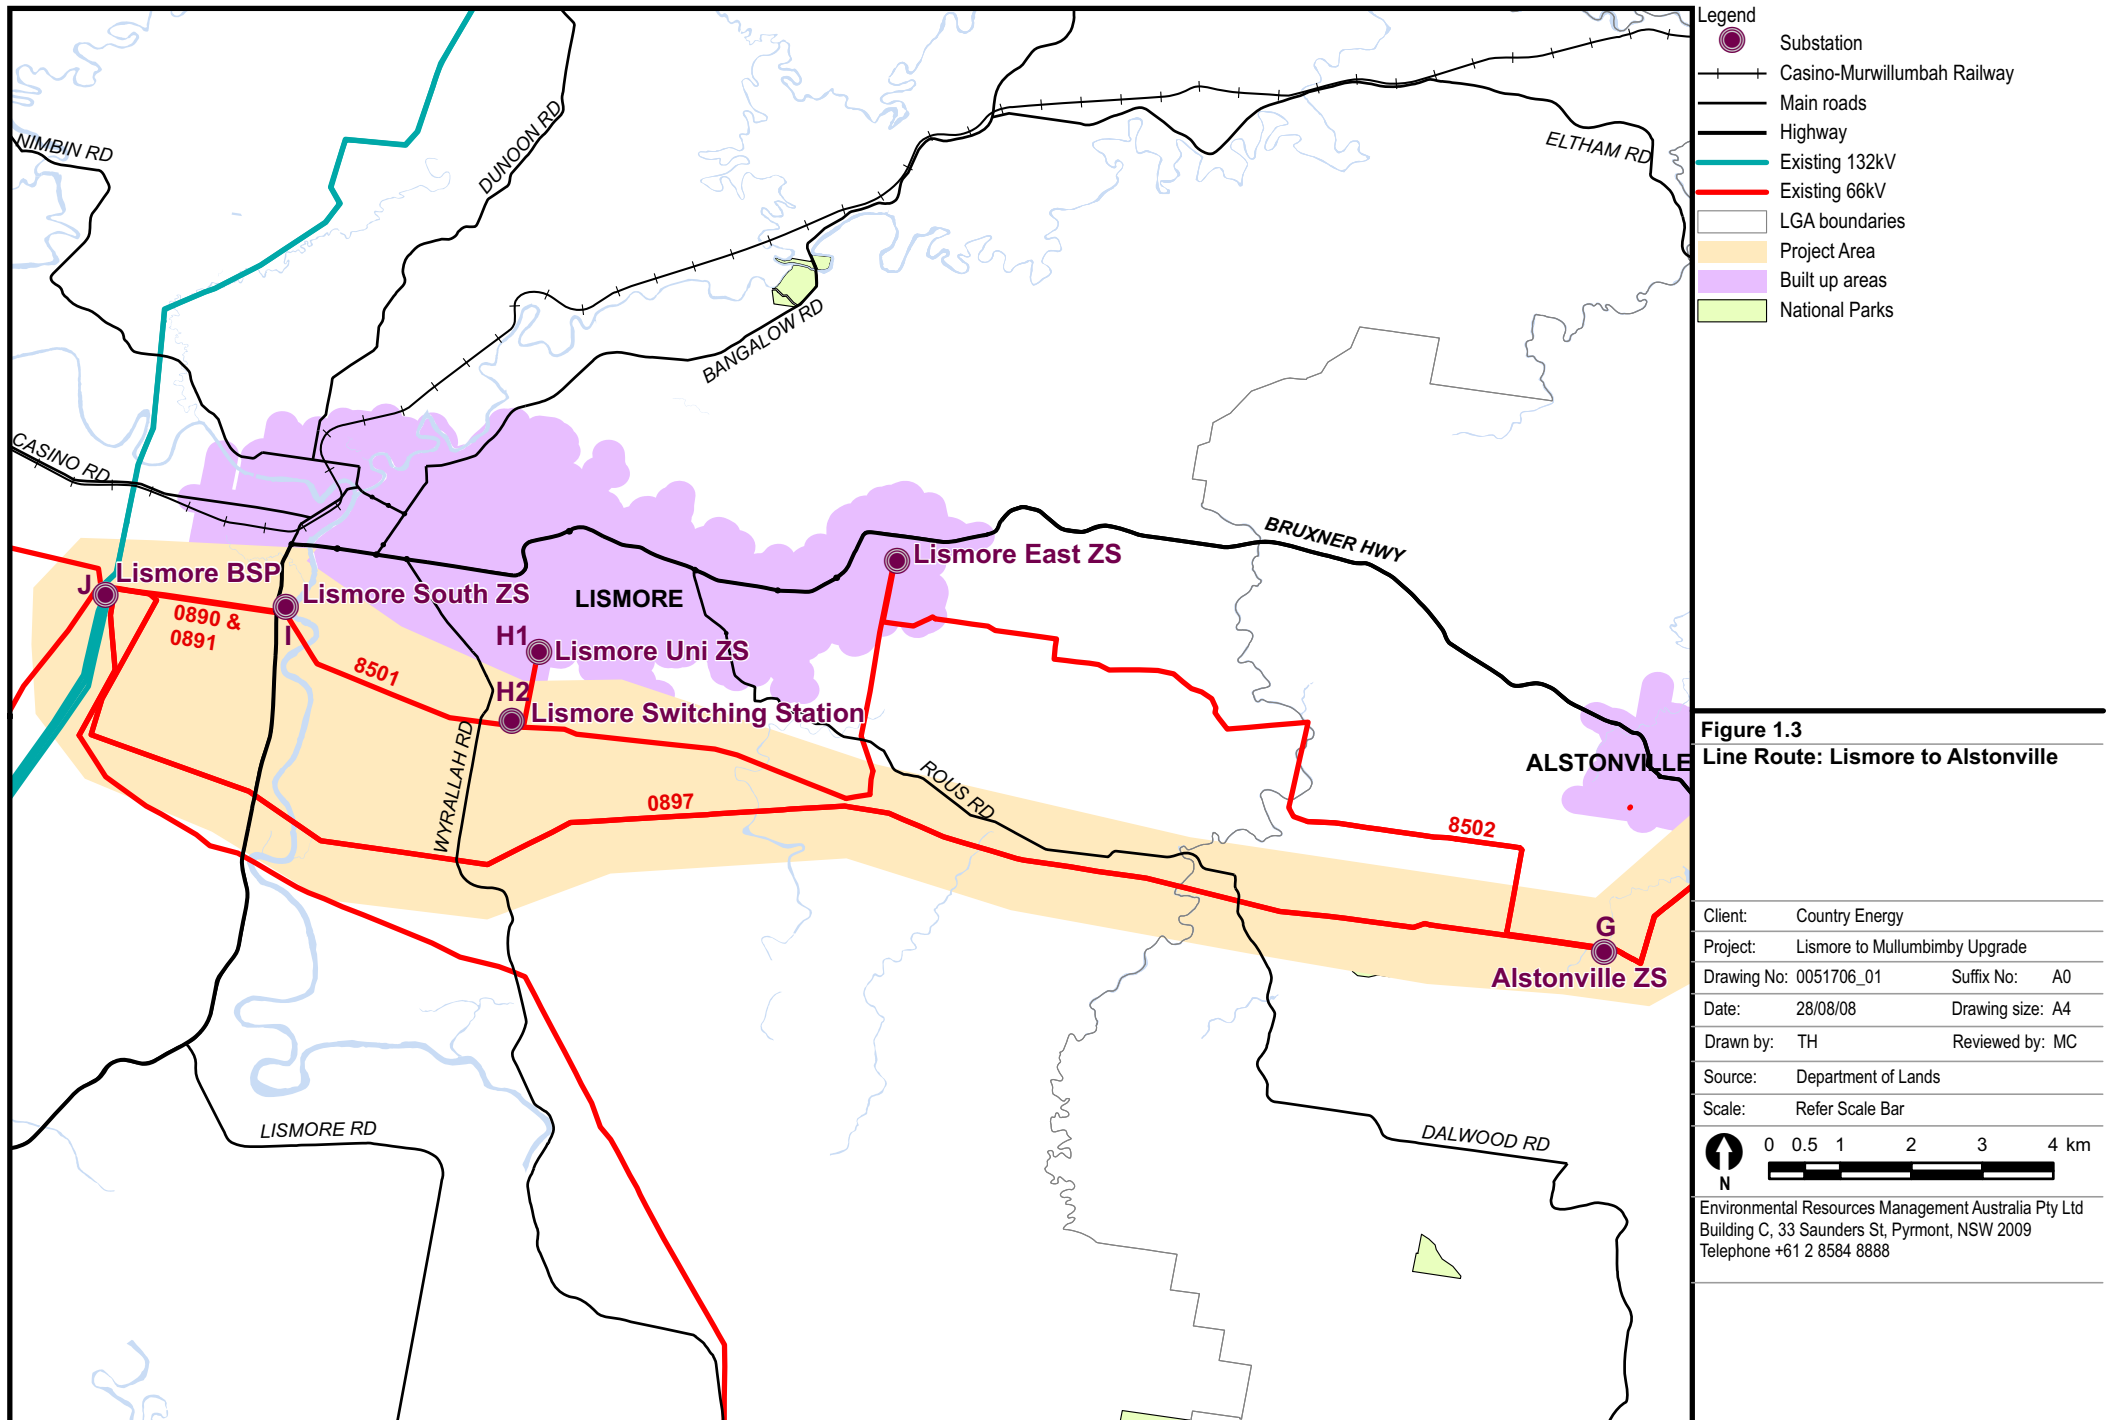 NIMBIN RD
DUNOON RD
ELTHAM RD
BANGALOW RD
CASINO RD
BRUXNER HWY
J
Lismore BSP
Lismore South ZS
I
0890 &
0891
8501
LISMORE
Lismore East ZS
H1
Lismore Uni ZS
H2
Lismore Switching Station
WYRALLAH RD
0897
ROUS RD
8502
ALSTONVILLE
G
Alstonville ZS
LISMORE RD
DALWOOD RD
Legend
Substation
Casino-Murwillumbah Railway
Main roads
Highway
Existing 132kV
Existing 66kV
LGA boundaries
Project Area
Built up areas
National Parks
Figure 1.3
Line Route: Lismore to Alstonville
Client: Country Energy
Project: Lismore to Mullumbimby Upgrade
Drawing No: 0051706_01 Suffix No: A0
Date: 28/08/08 Drawing size: A4
Drawn by: TH Reviewed by: MC
Source: Department of Lands
Scale: Refer Scale Bar
0 0.5 1 2 3 4 km
N
Environmental Resources Management Australia Pty Ltd
Building C, 33 Saunders St, Pyrmont, NSW 2009
Telephone +61 2 8584 8888